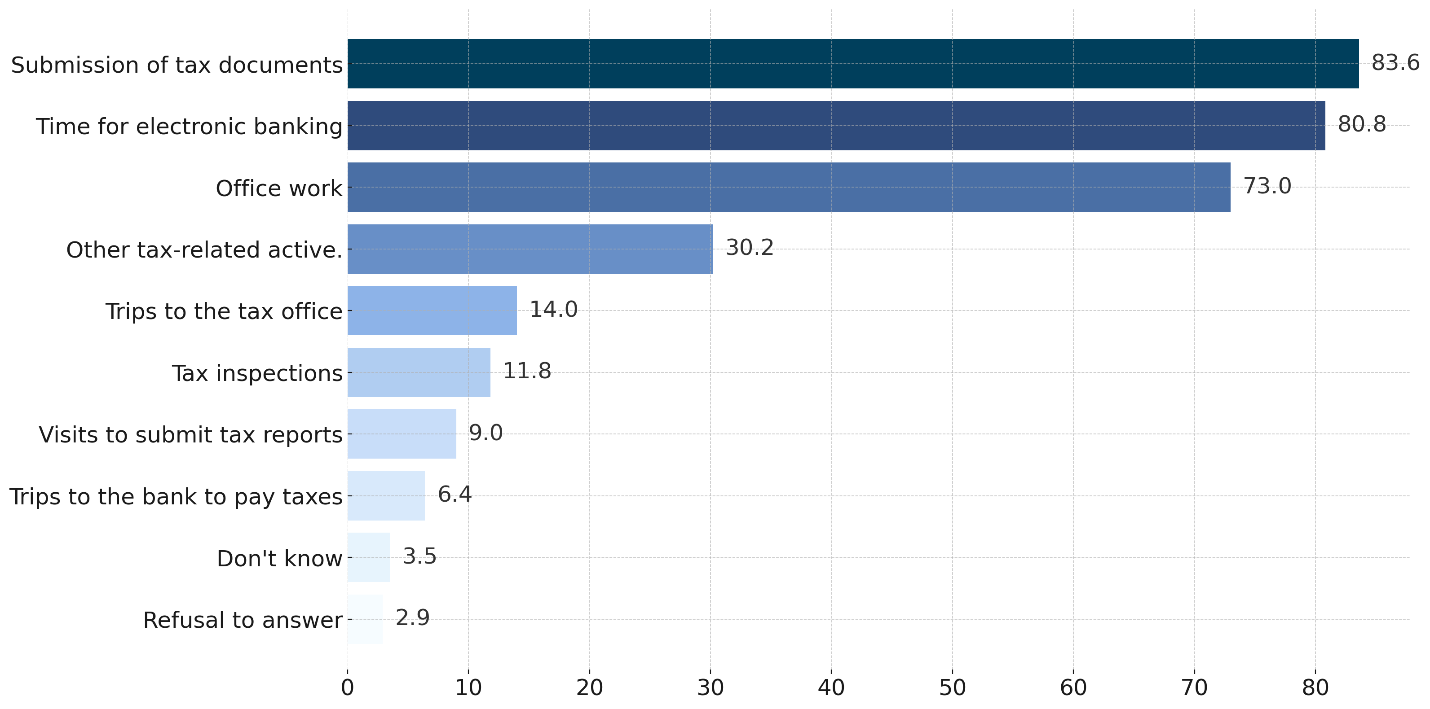 Submission of tax documents 83.6
Time for electronic banking 80.8
Office work 73.0
Other tax-related active. 30.2
Trips to the tax office 14.0
Tax inspections 11.8
Visits to submit tax reports 9.0
Trips to the bank to pay taxes 6.4
Don't know 3.5
Refusal to answer 2.9
0 10 20 30 40 50 60 70 80